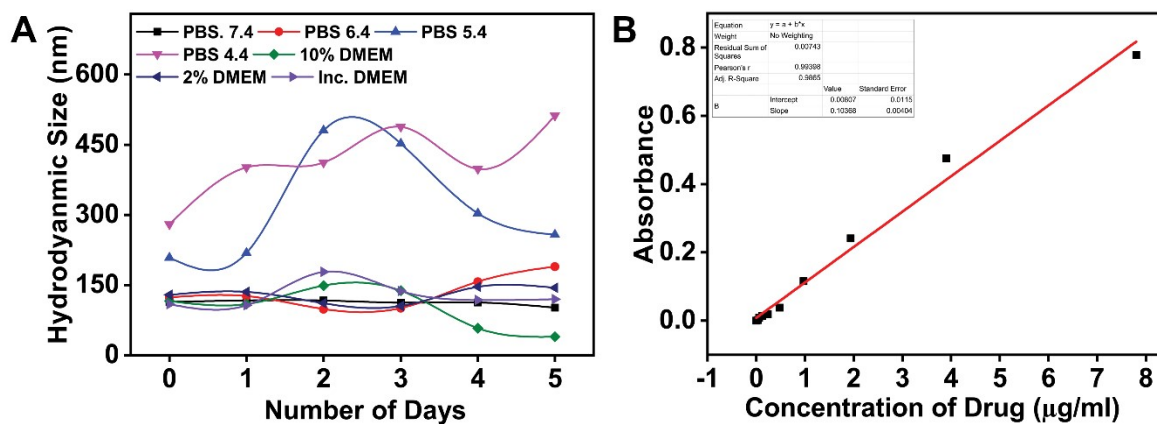 A
PBS. 7.4 PBS 6.4 PBS 5.4
PBS 4.4 10% DMEM
2% DMEM Inc. DMEM
Hydrodyanmic Size (nm)
600
450
300
150
0
0 1 2 3 4 5
Number of Days
B
Equation y = a + b*x
Weight No Weighting
Residual Sum of Squares 0.00743
Pearson's r 0.99398
Adj. R-Square 0.9865
Value Standard Error
B Intercept 0.00807 0.0115
Slope 0.10368 0.00404
Absorbance
0.8
0.6
0.4
0.2
0.0
-1 0 1 2 3 4 5 6 7 8
Concentration of Drug (μg/ml)